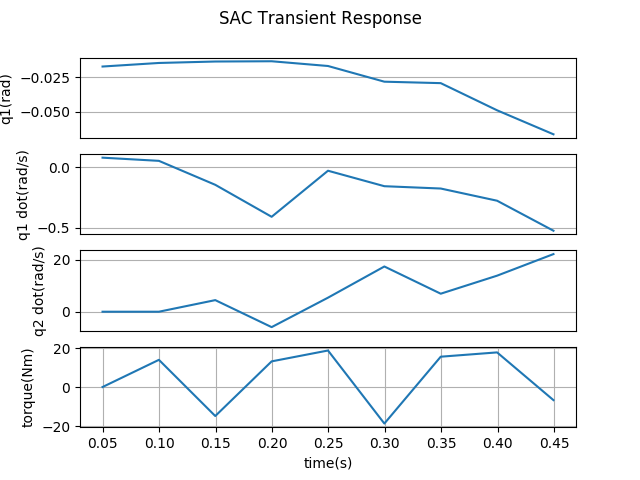 SAC Transient Response
−0.025
−0.050
q1(rad)
0.0
−0.5
q1 dot(rad/s)
20
0
q2 dot(rad/s)
20
0
−20
torque(Nm)
0.05 0.10 0.15 0.20 0.25 0.30 0.35 0.40 0.45
time(s)